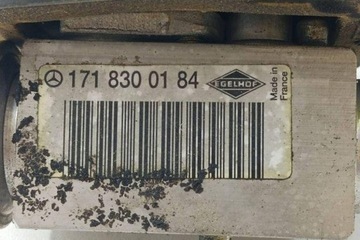 171 830 01 84
EGELHOF
Made in
France